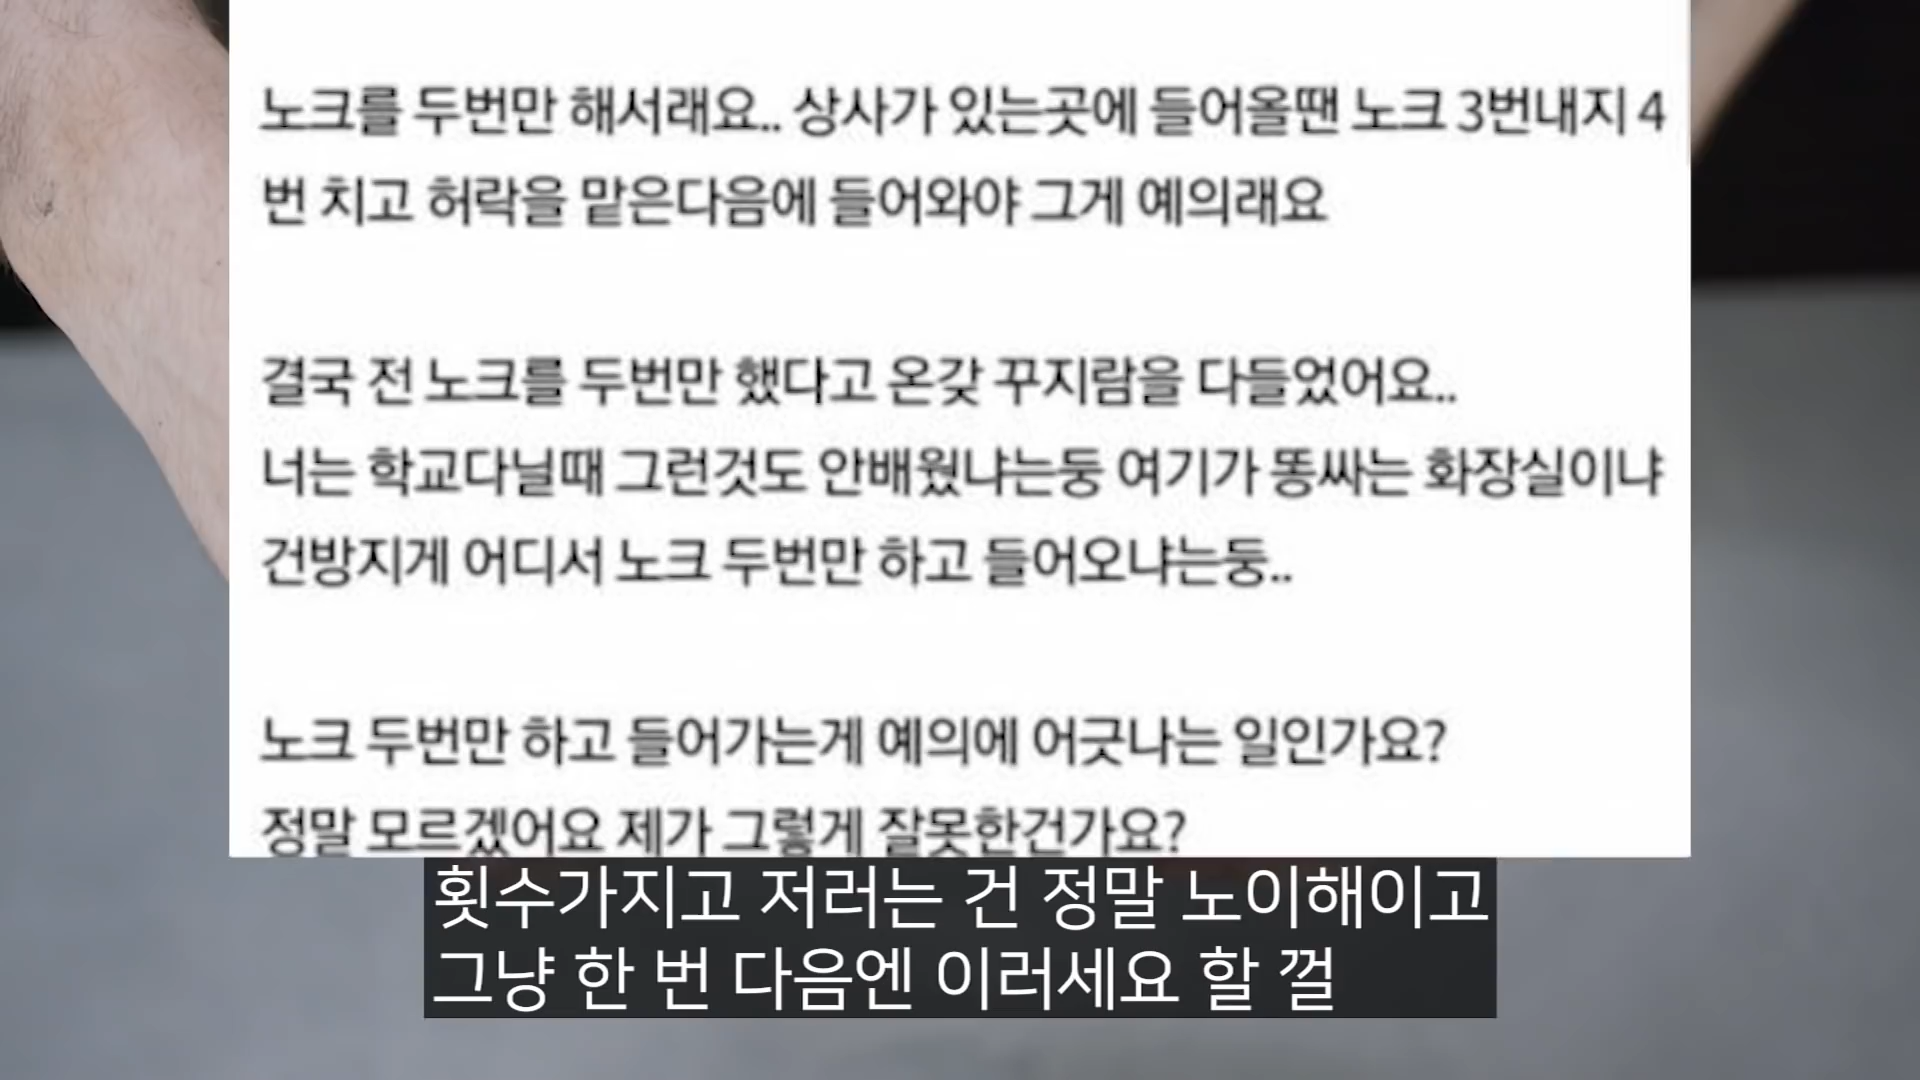 노크를 두번만 해서래요.. 상사가 있는곳에 들어올땐 노크 3번내지 4
번 치고 허락을 맡은다음에 들어와야 그게 예의래요
결국 전 노크를 두번만 했다고 온갖 꾸지람을 다들었어요..
너는 학교다닐때 그런것도 안배웠냐는둥 여기가 똥싸는 화장실이냐
건방지게 어디서 노크 두번만 하고 들어오냐는둥..
노크 두번만 하고 들어가는게 예의에 어긋나는 일인가요?
정말 모르겠어요 제가 그렇게 잘못한건가요?
횟수가지고 저러는 건 정말 노이해이고
그냥 한 번 다음엔 이러세요 할 껄